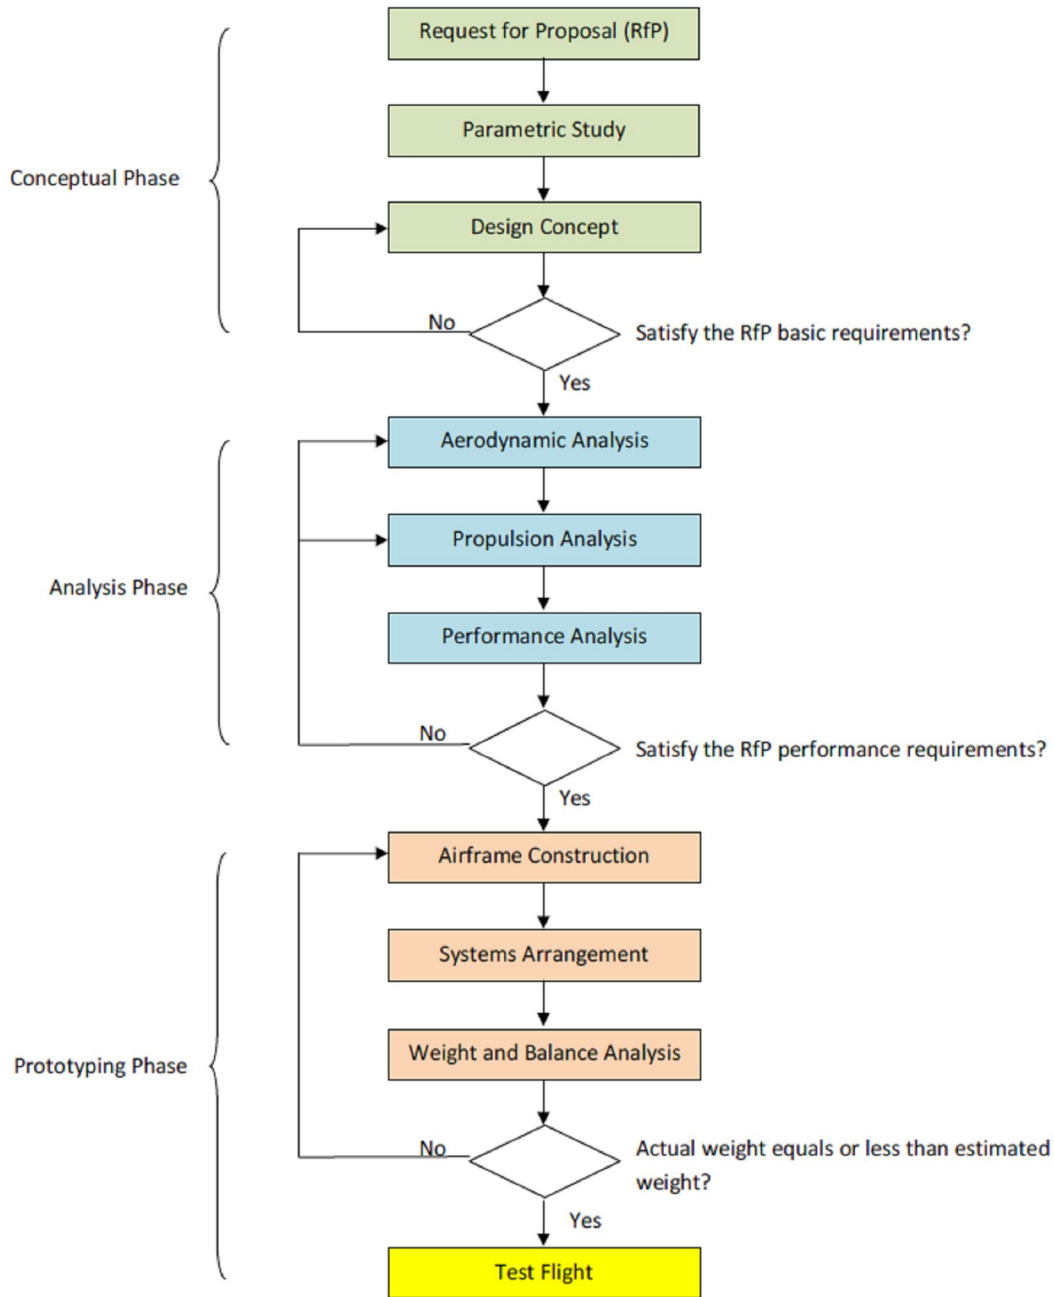 Request for Proposal (RfP)
Parametric Study
Conceptual Phase
Design Concept
No
Satisfy the RfP basic requirements?
Yes
Aerodynamic Analysis
Propulsion Analysis
Analysis Phase
Performance Analysis
No
Satisfy the RfP performance requirements?
Yes
Airframe Construction
Systems Arrangement
Weight and Balance Analysis
Prototyping Phase
No
Actual weight equals or less than estimated
weight?
Yes
Test Flight